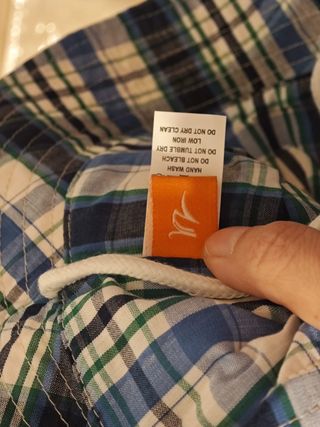 HAND WASH
DO NOT BLEACH
DO NOT TUMBLE DRY
LOW IRON
DO NOT DRY CLEAN